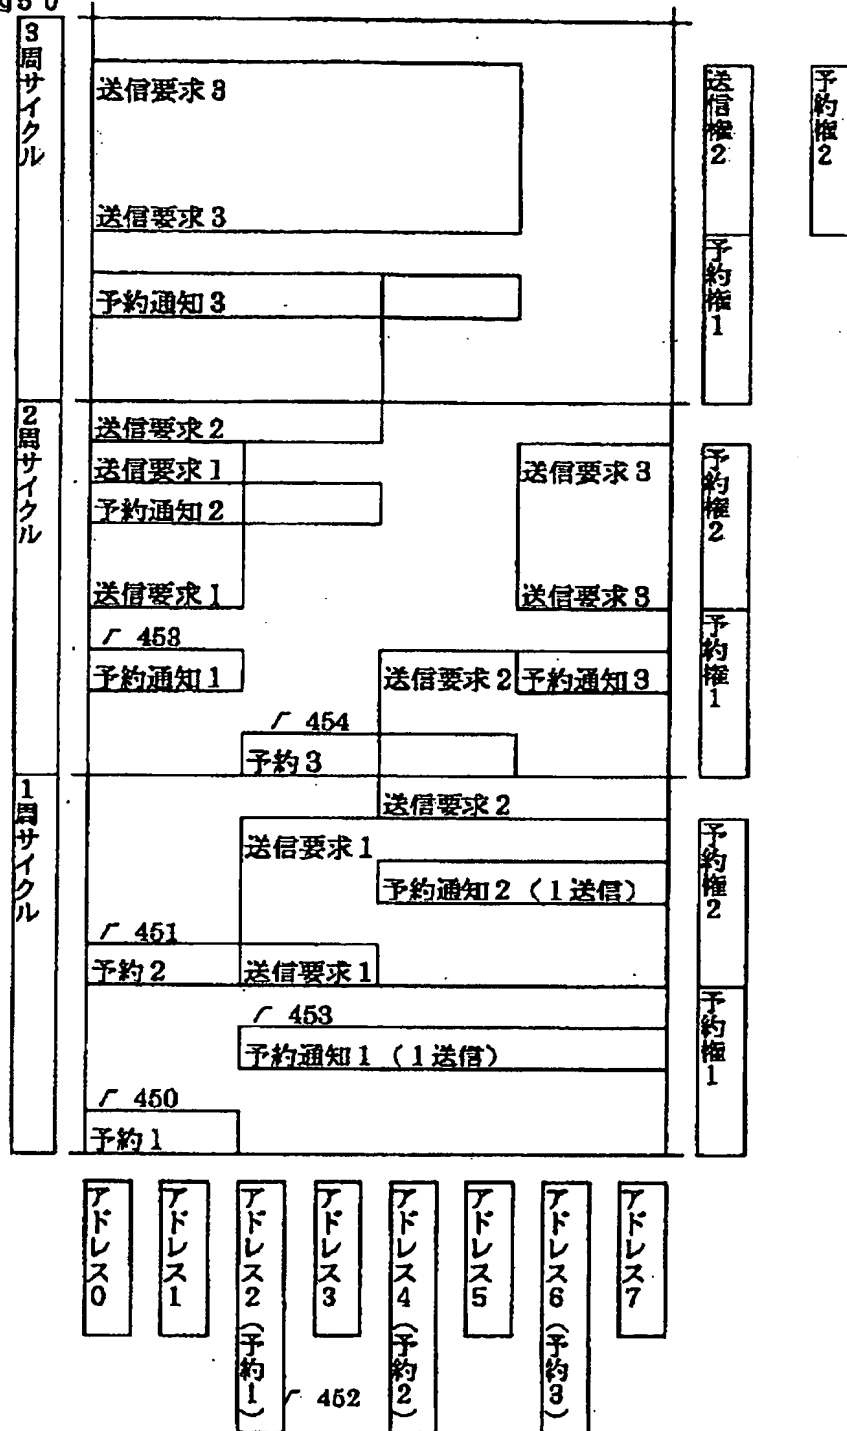 g50
3周サイクル
送信要求3
送信権2
予約権2
送信要求3
予約権1
予約通知3
2周サイクル
送信要求2
送信要求1
送信要求3
予約権2
予約通知2
送信要求1
送信要求3
453
予約権1
予約通知1
送信要求2
予約通知3
454
予約3
1周サイクル
送信要求2
予約権2
送信要求1
予約通知2(1送信)
451
予約2
送信要求1
453
予約権1
予約通知1(1送信)
450
予約1
アドレス0
アドレス1
アドレス2(予約1)
アドレス3
アドレス4(予約2)
アドレス5
アドレス6(予約3)
アドレス7
452